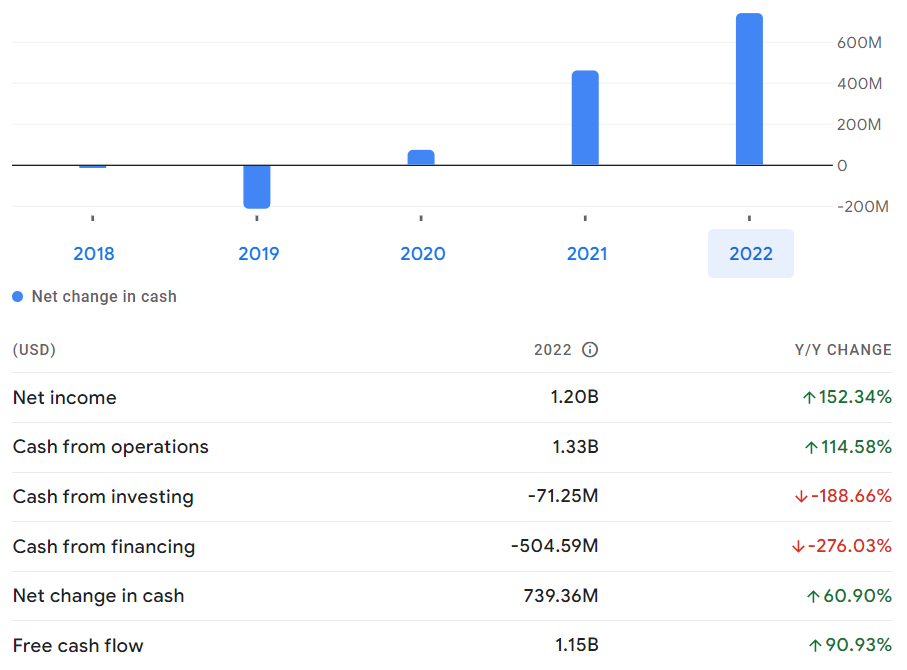 600M
400M
200M
0
-200M
2018 2019 2020 2021 2022
Net change in cash
(USD) 2022 Y/Y CHANGE
Net income 1.20B ↑152.34%
Cash from operations 1.33B ↑114.58%
Cash from investing -71.25M ↓-188.66%
Cash from financing -504.59M ↓-276.03%
Net change in cash 739.36M ↑60.90%
Free cash flow 1.15B ↑90.93%